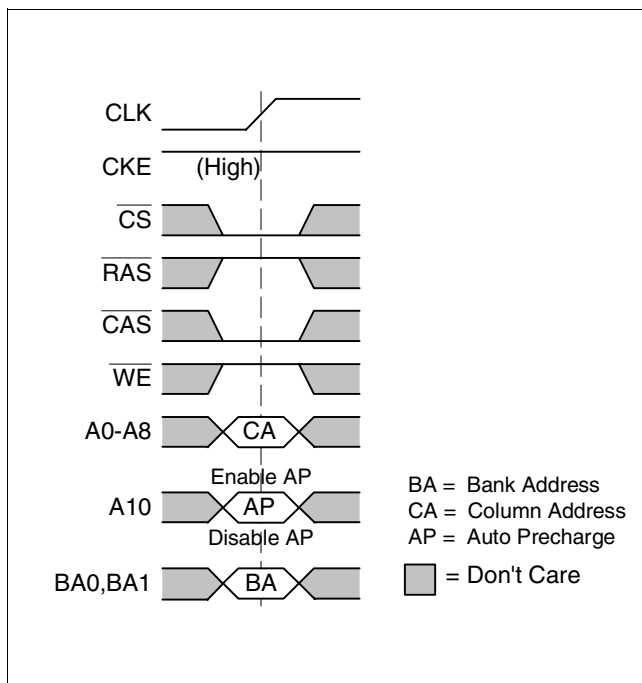 CLK
CKE (High)
CS
RAS
CAS
WE
A0-A8 CA
Enable AP
A10 AP
Disable AP
BA0,BA1 BA
BA = Bank Address
CA = Column Address
AP = Auto Precharge
= Don't Care